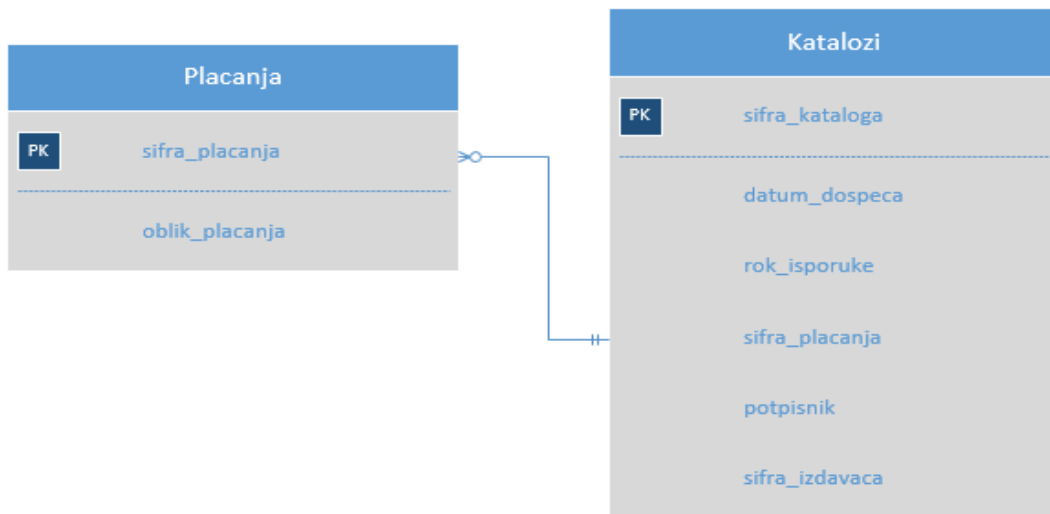 Placanja
PK
sifra_placanja
oblik_placanja
Katalozi
PK
sifra_kataloga
datum_dospeca
rok_isporuke
sifra_placanja
potpisnik
sifra_izdavaca